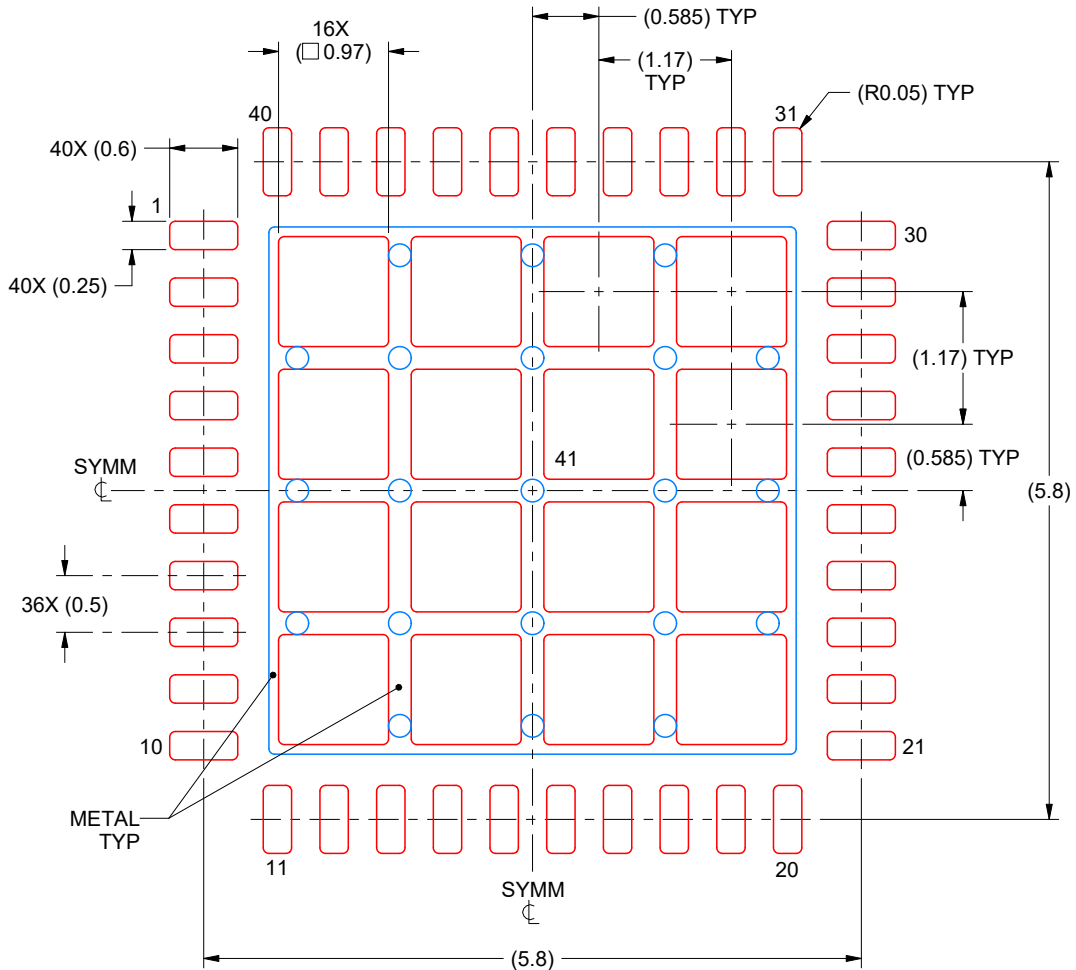 (0.585) TYP
16X
(□ 0.97)
(1.17)
TYP
(R0.05) TYP
40
31
40X (0.6)
1
30
40X (0.25)
(1.17) TYP
41
(0.585) TYP
SYMM
℄
(5.8)
36X (0.5)
10
21
METAL
TYP
11
20
SYMM
℄
(5.8)